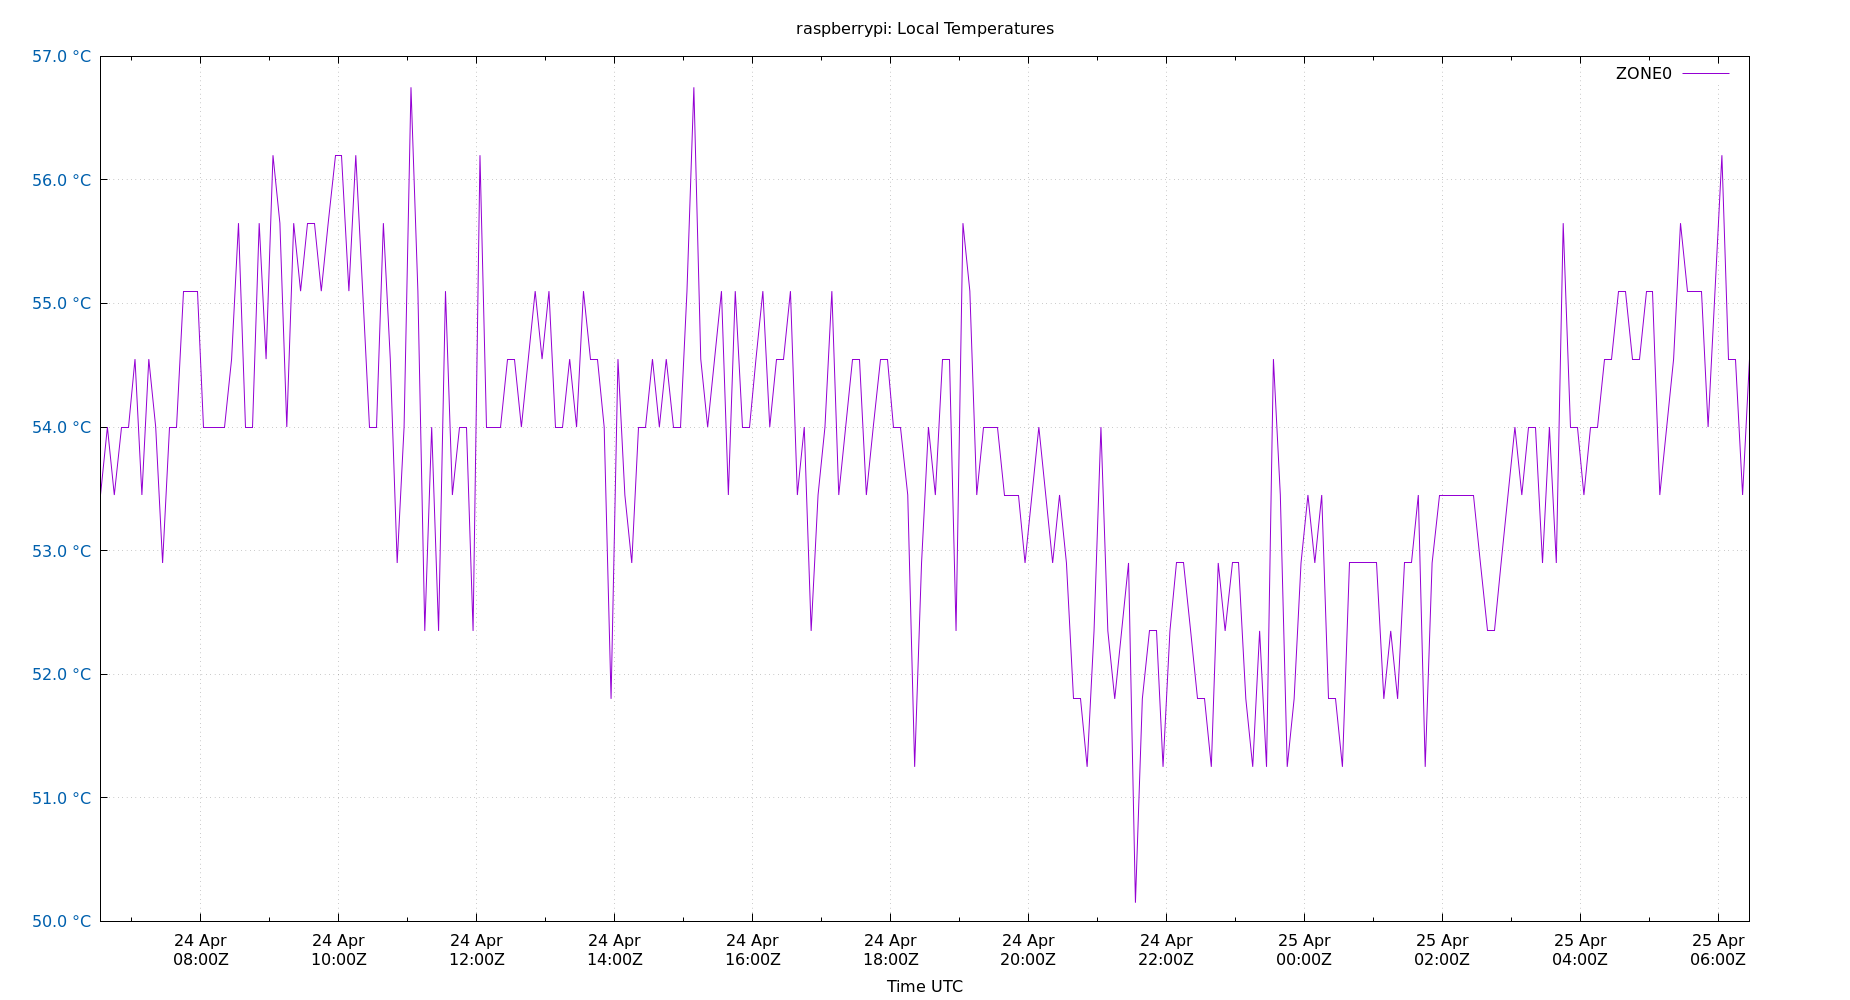 raspberrypi: Local Temperatures
57.0 °C
ZONE0
56.0 °C
55.0 °C
54.0 °C
53.0 °C
52.0 °C
51.0 °C
50.0 °C
24 Apr 24 Apr 24 Apr 24 Apr 24 Apr 24 Apr 24 Apr 24 Apr 25 Apr 25 Apr 25 Apr 25 Apr
08:00Z 10:00Z 12:00Z 14:00Z 16:00Z 18:00Z 20:00Z 22:00Z 00:00Z 02:00Z 04:00Z 06:00Z
Time UTC